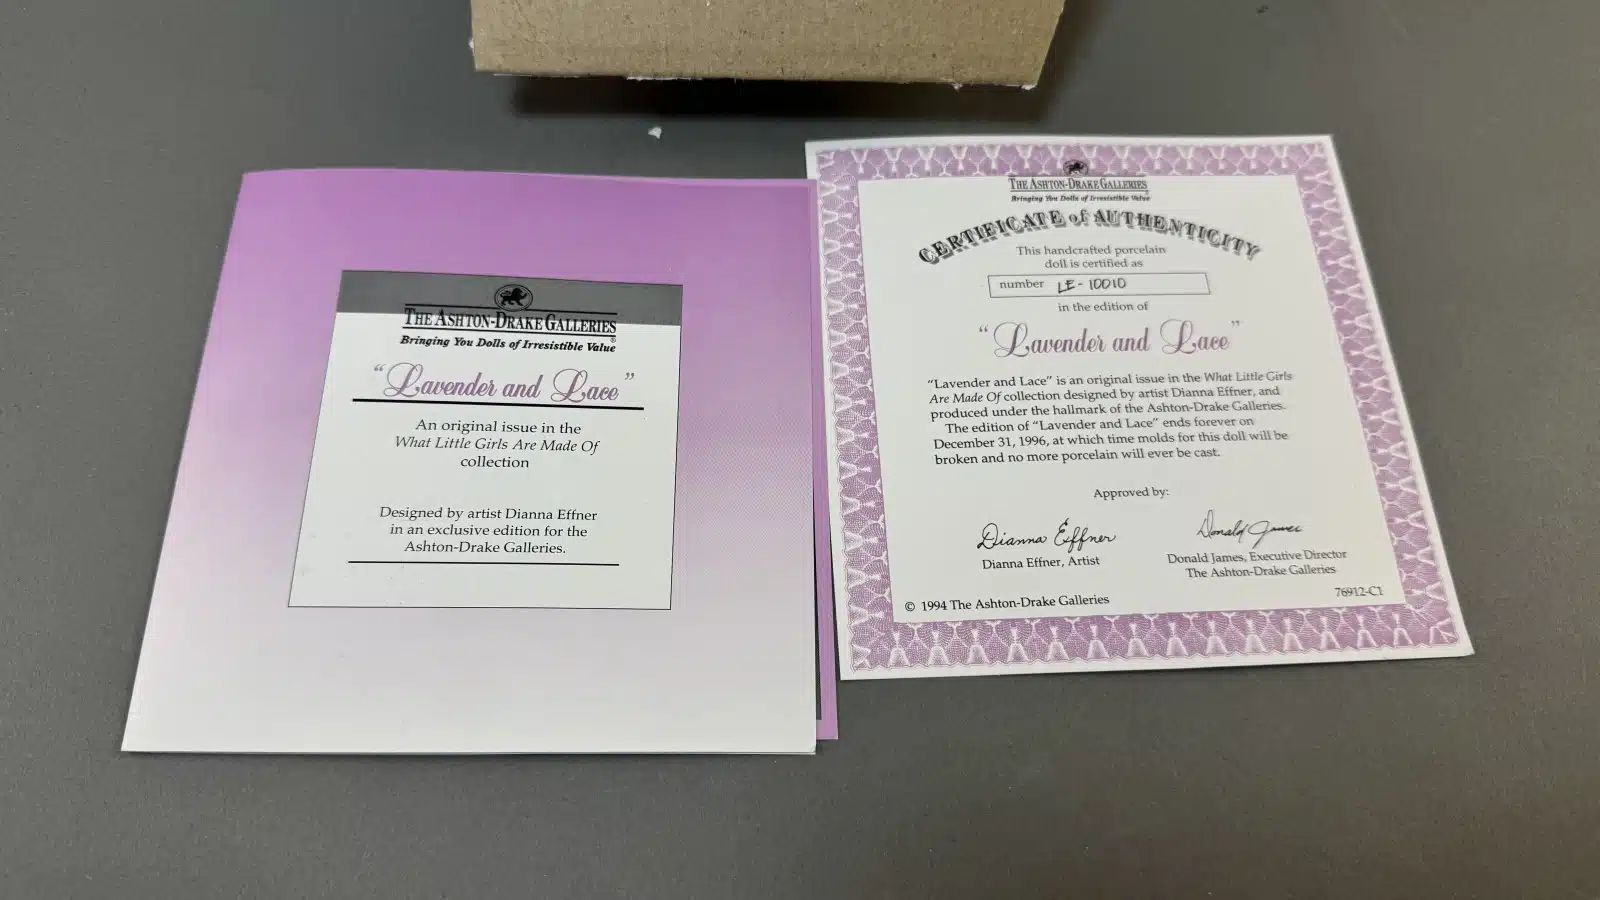 THE ASHTON-DRAKE GALLERIES
Bringing You Dolls of Irresistible Value®
"Lavender and Lace"
An original issue in the
What Little Girls Are Made Of
collection
Designed by artist Dianna Effner
in an exclusive edition for the
Ashton-Drake Galleries.
THE ASHTON-DRAKE GALLERIES
Bringing You Dolls of Irresistible Value®
CERTIFICATE of AUTHENTICITY
This handcrafted porcelain
doll is certified as
number LE-10010
in the edition of
"Lavender and Lace"
"Lavender and Lace" is an original issue in the What Little Girls
Are Made Of collection designed by artist Dianna Effner, and
produced under the hallmark of the Ashton-Drake Galleries.
The edition of "Lavender and Lace" ends forever on
December 31, 1996, at which time molds for this doll will be
broken and no more porcelain will ever be cast.
Approved by:
Dianna Effner
Donald James
Dianna Effner, Artist
Donald James, Executive Director
The Ashton-Drake Galleries
© 1994 The Ashton-Drake Galleries
76912-C1